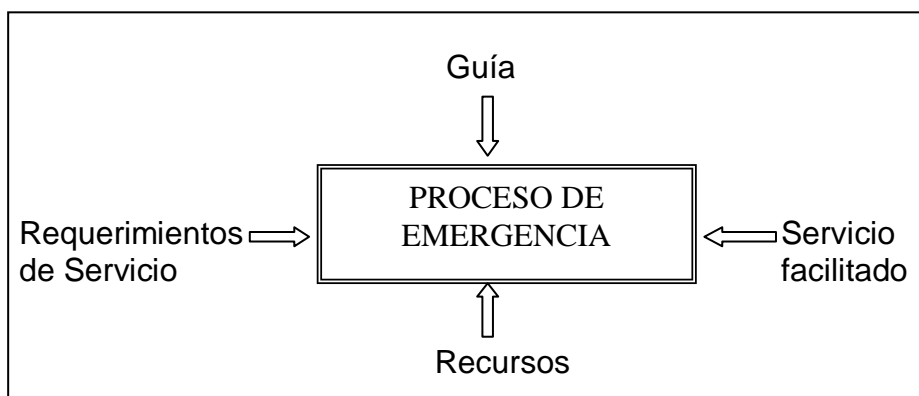 Guía
PROCESO DE
EMERGENCIA
Requerimientos
de Servicio
Servicio
facilitado
Recursos